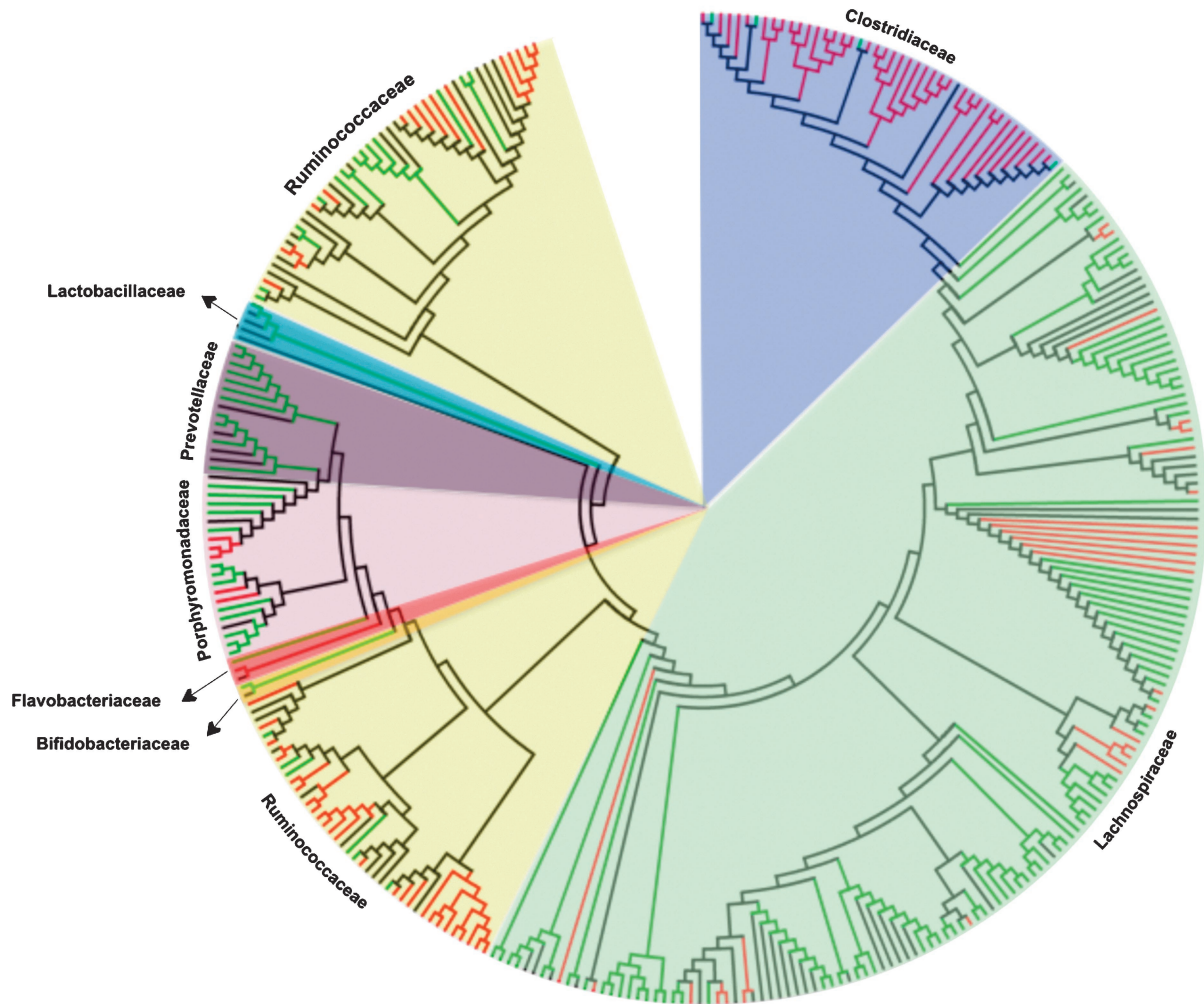 Clostridiaceae
Ruminococcaceae
Lactobacillaceae
Prevotellaceae
Porphyromonadaceae
Flavobacteriaceae
Bifidobacteriaceae
Ruminococcaceae
Lachnospiraceae